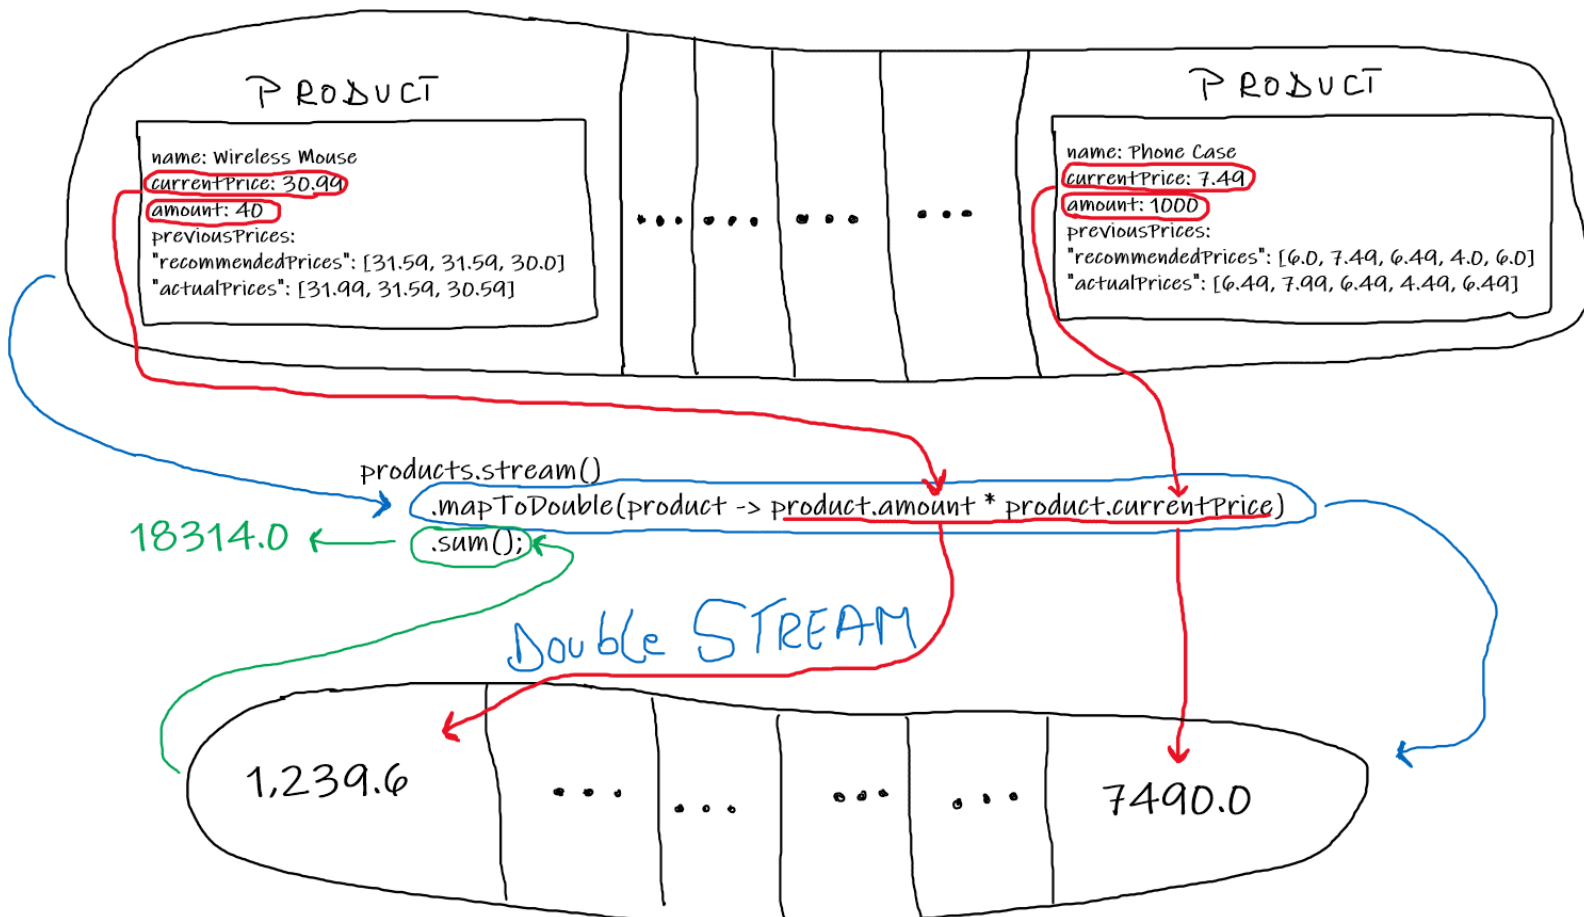 PRODUCT
name: Wireless Mouse
currentPrice: 30.99
amount: 40
previousPrices:
"recommendedPrices": [31.59, 31.59, 30.0]
"actualPrices": [31.99, 31.59, 30.59]
... ... ... ...
PRODUCT
name: Phone Case
currentPrice: 7.49
amount: 1000
previousPrices:
"recommendedPrices": [6.0, 7.49, 6.49, 4.0, 6.0]
"actualPrices": [6.49, 7.99, 6.49, 4.49, 6.49]
products.stream()
.mapToDouble(product -> product.amount * product.currentPrice)
.sum();
18314.0
Double STREAM
1,239.6 ... ... ... ... 7490.0